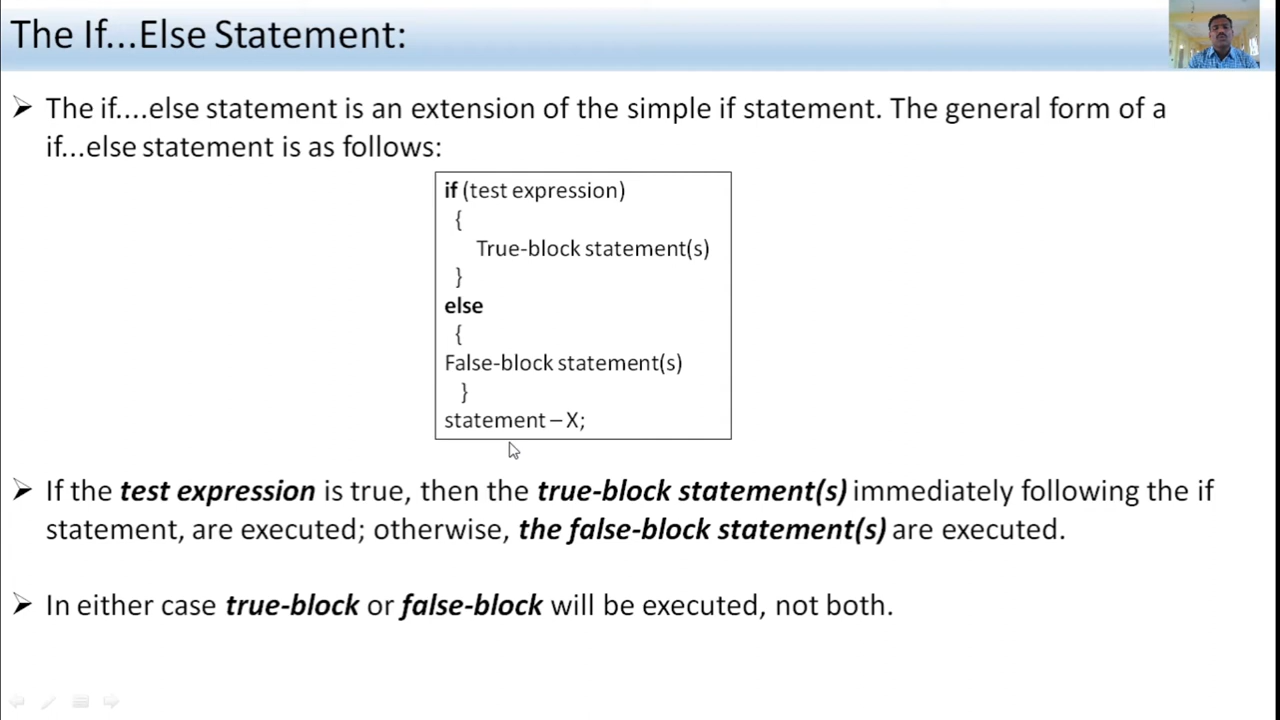 The If...Else Statement:
➢ The if....else statement is an extension of the simple if statement. The general form of a
if...else statement is as follows:
if (test expression)
{
True-block statement(s)
}
else
{
False-block statement(s)
}
statement – X;
➢ If the test expression is true, then the true-block statement(s) immediately following the if
statement, are executed; otherwise, the false-block statement(s) are executed.
➢ In either case true-block or false-block will be executed, not both.